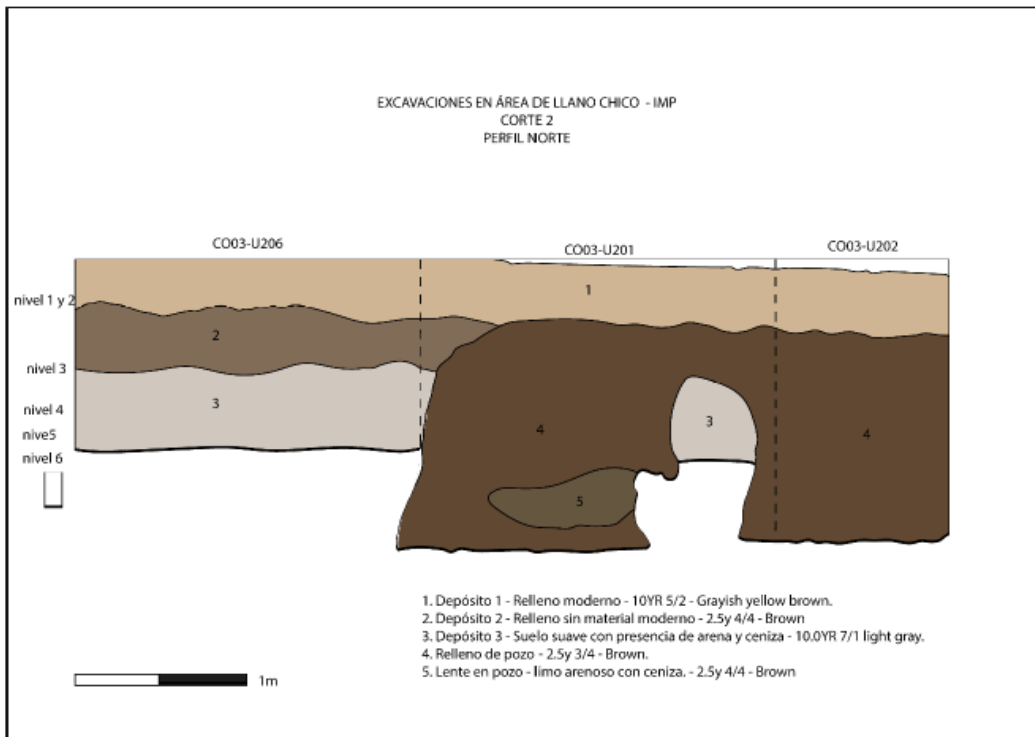 EXCAVACIONES EN ÁREA DE LLANO CHICO - IMP
CORTE 2
PERFIL NORTE
CO03-U206
CO03-U201
CO03-U202
nivel 1 y 2
1
2
nivel 3
3
nivel 4
nive5
nivel 6
4
3
4
5
1. Depósito 1 - Relleno moderno - 10YR 5/2 - Grayish yellow brown.
2. Depósito 2 - Relleno sin material moderno - 2.5y 4/4 - Brown
3. Depósito 3 - Suelo suave con presencia de arena y ceniza - 10.0YR 7/1 light gray.
4. Relleno de pozo - 2.5y 3/4 - Brown.
5. Lente en pozo - limo arenoso con ceniza. - 2.5y 4/4 - Brown
1m